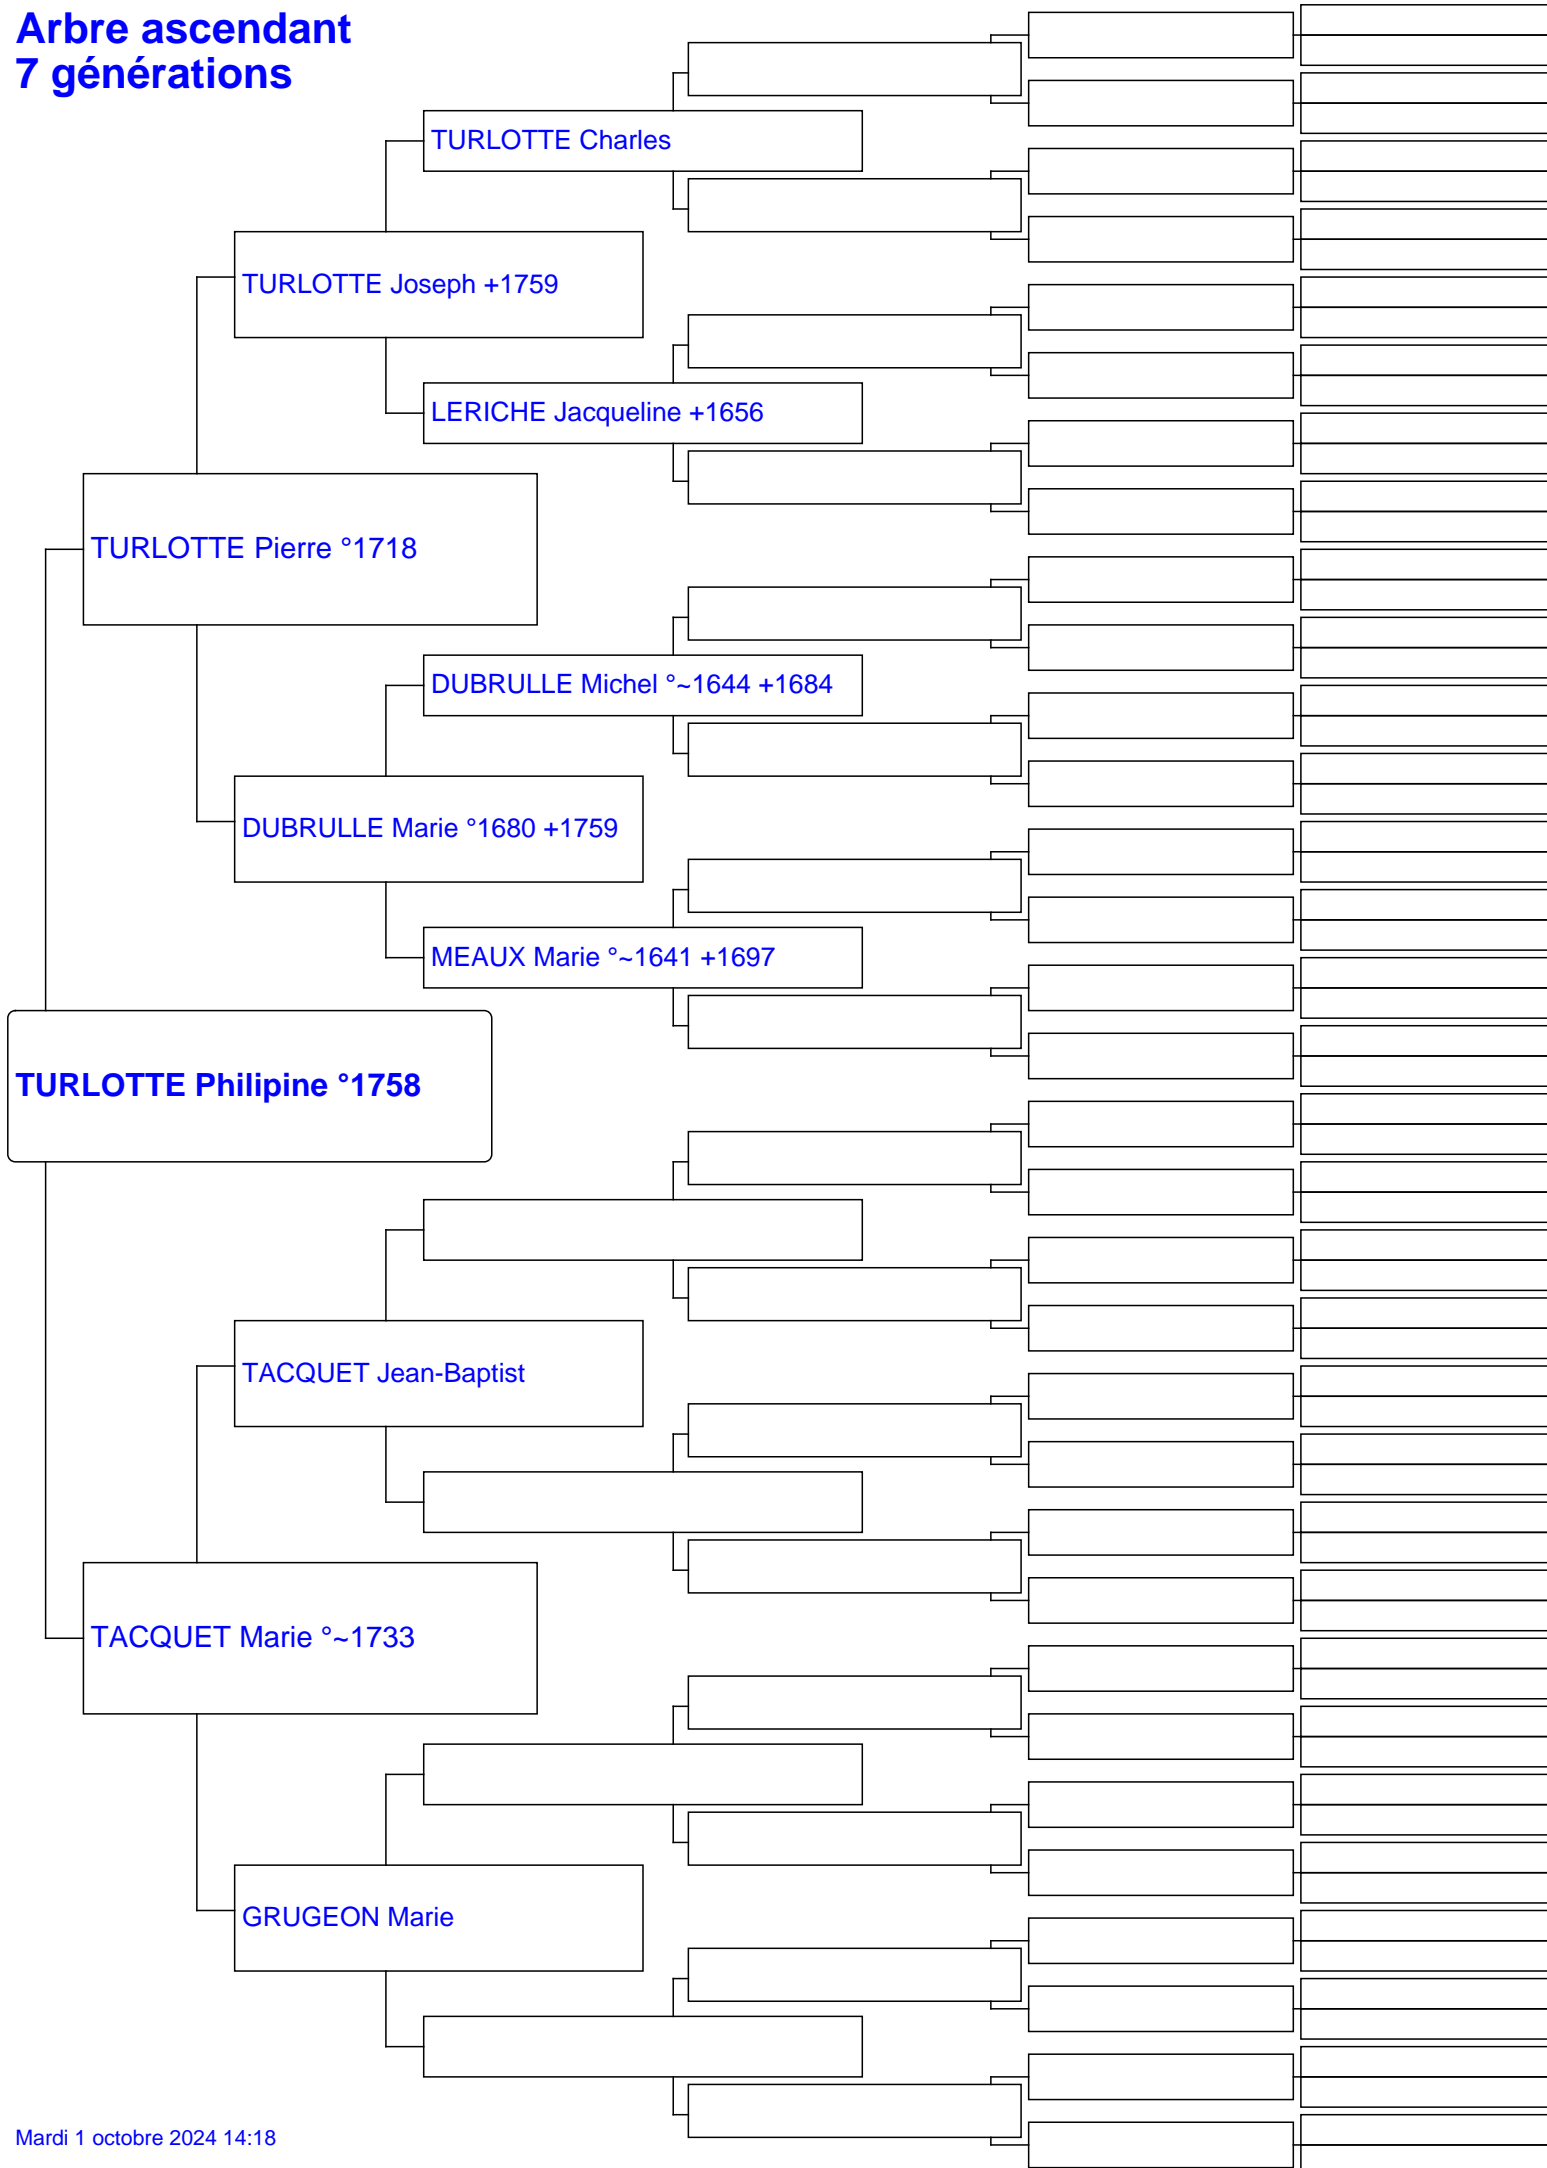 Arbre ascendant
7 générations
TURLOTTE Charles
TURLOTTE Joseph +1759
LERICHE Jacqueline +1656
TURLOTTE Pierre °1718
DUBRULLE Michel °~1644 +1684
DUBRULLE Marie °1680 +1759
MEAUX Marie °~1641 +1697
TURLOTTE Philipine °1758
TACQUET Jean-Baptist
TACQUET Marie °~1733
GRUGEON Marie
Mardi 1 octobre 2024 14:18